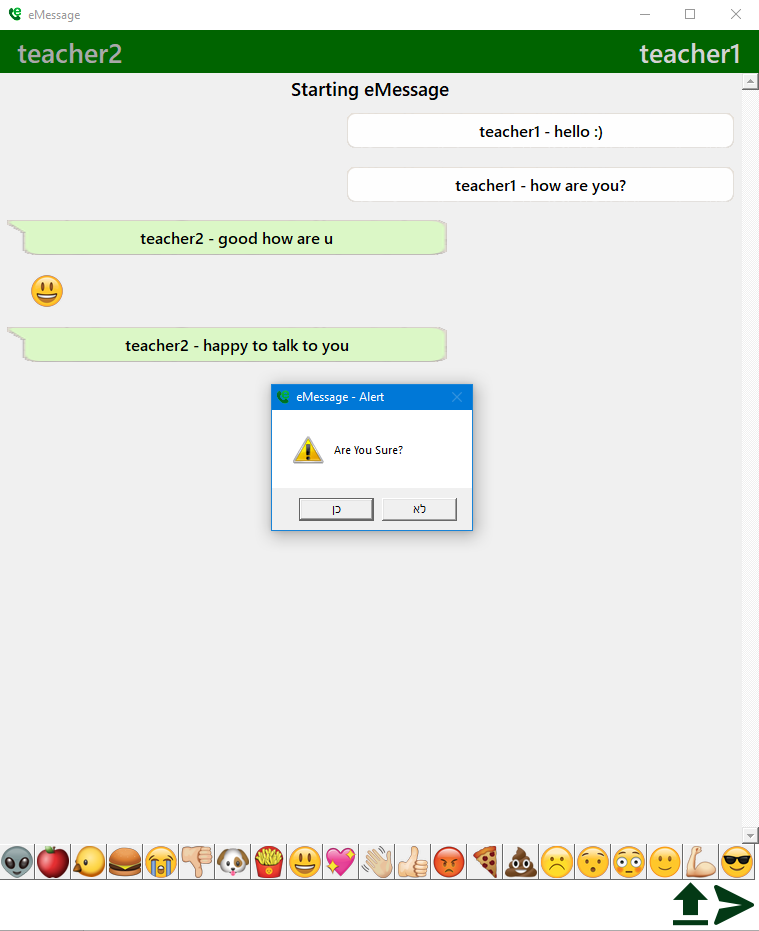 eMessage
teacher2
teacher1
Starting eMessage
teacher1 - hello :)
teacher1 - how are you?
teacher2 - good how are u
teacher2 - happy to talk to you
eMessage - Alert
Are You Sure?
כן
לא